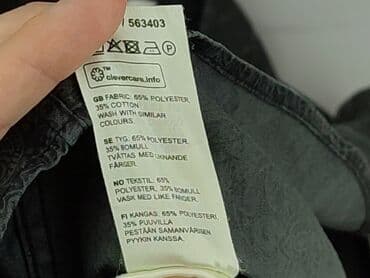 / 563403
clevercare.info
GB FABRIC: 65% POLYESTER,
35% COTTON
WASH WITH SIMILAR
COLOURS.
SE TYG: 65% POLYESTER,
35% BOMULL
TVÄTTAS MED LIKNANDE
FÄRGER.
NO TEKSTIL: 65%
POLYESTER, 35% BOMULL
VASK MED LIKE FARGER.
FI KANGAS: 65% POLYESTERI
35% PUUVILLA
PESTÄÄN SAMANVÄRISEN
PYYKIN KANSSA.